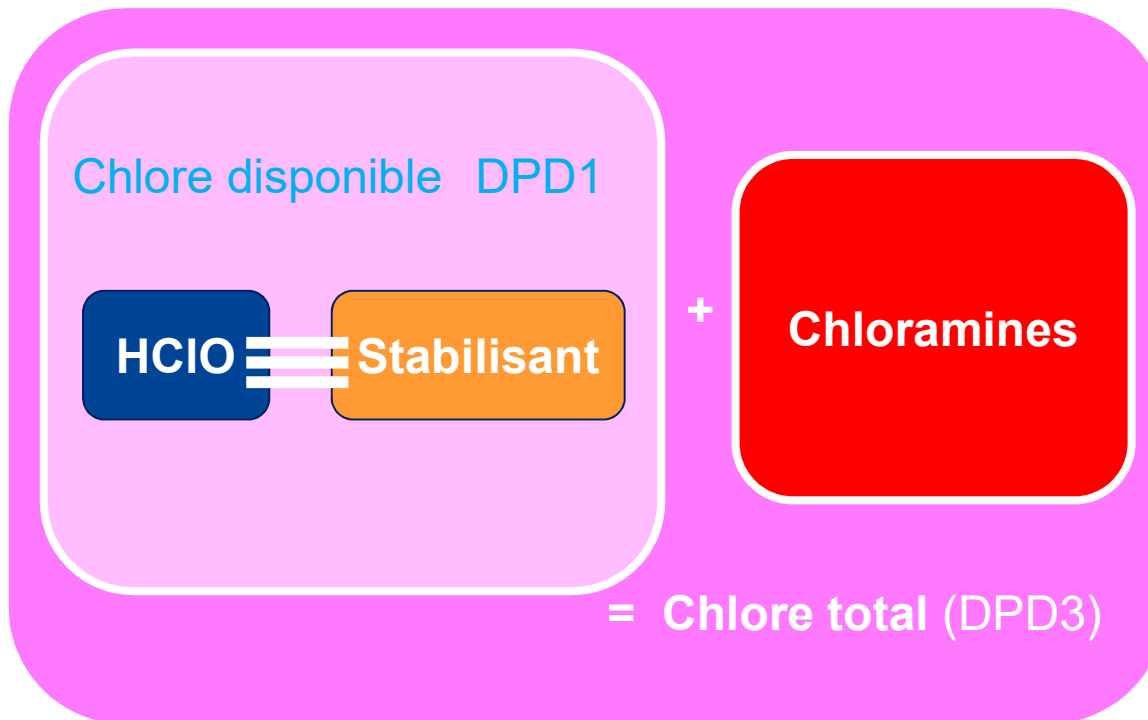 Chlore disponible DPD1
HClO
Stabilisant
+
Chloramines
= Chlore total (DPD3)